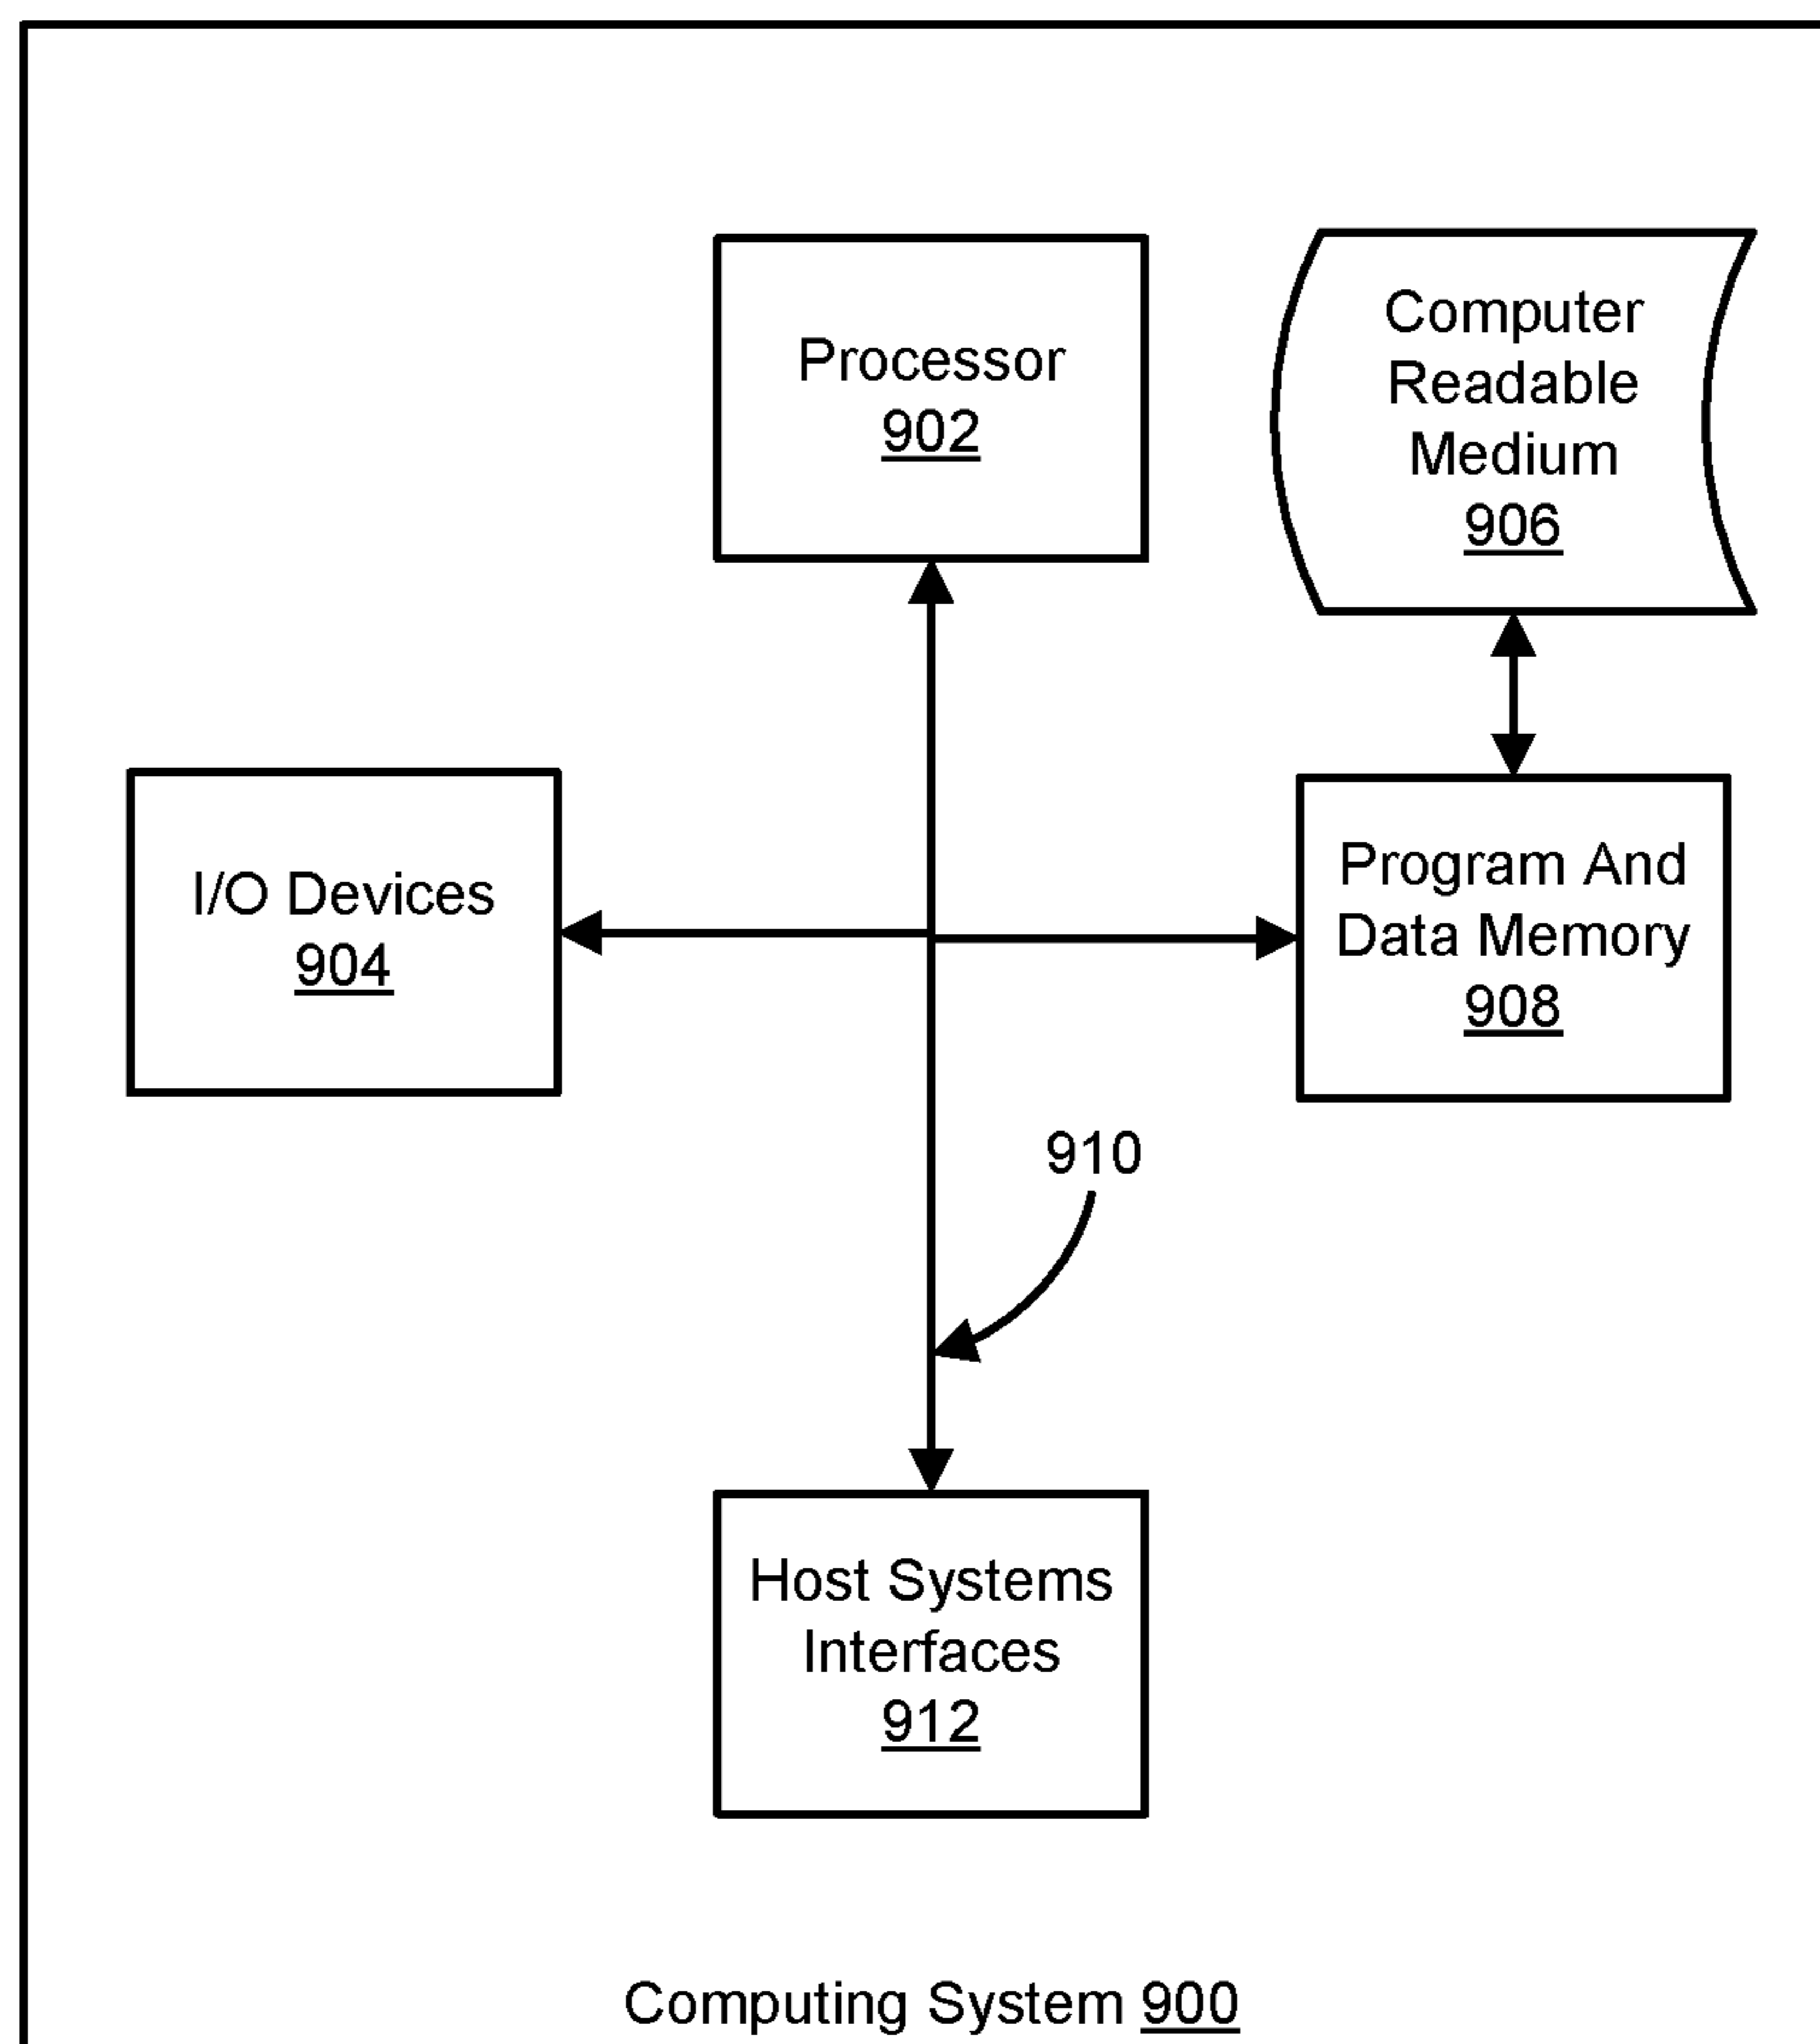 Processor
902
Computer
Readable
Medium
906
I/O Devices
904
Program And
Data Memory
908
910
Host Systems
Interfaces
912
Computing System 900